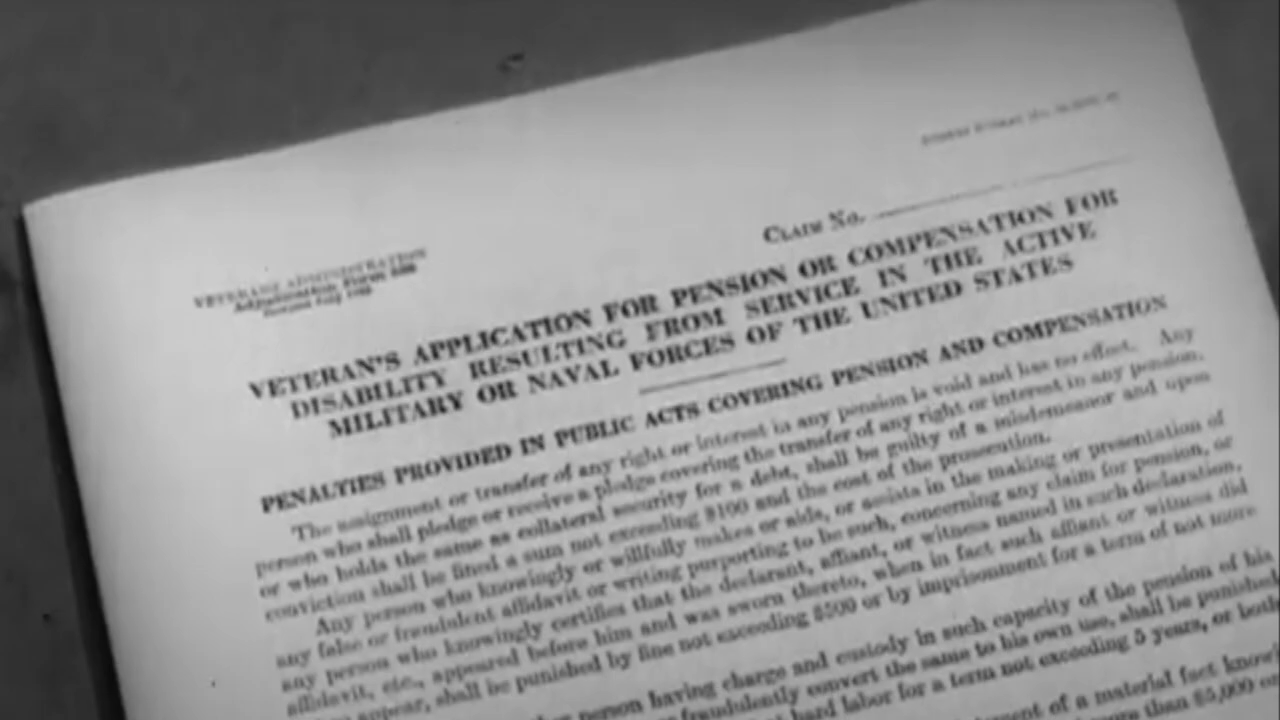 CLAIM No.
VETERANS ADMINISTRATION
VETERAN'S APPLICATION FOR PENSION OR COMPENSATION FOR
DISABILITY RESULTING FROM SERVICE IN THE ACTIVE
MILITARY OR NAVAL FORCES OF THE UNITED STATES
PENALTIES PROVIDED IN PUBLIC ACTS COVERING PENSION AND COMPENSATION
The assignment or transfer of any right or interest in any pension is void and has no effect. Any
person who shall pledge or receive a pledge covering the transfer of any right or interest in any pension,
or who holds the same as collateral security for a debt, shall be guilty of a misdemeanor and upon
conviction shall be fined a sum not exceeding $100 and the cost of the prosecution.
Any person who knowingly or willfully makes or aids, or assists in the making or presentation of
any false or fraudulent affidavit or writing purporting to be such, concerning any claim for pension, or
any person who knowingly certifies that the declarant, affiant, or witness named in such declaration,
affidavit, etc., appeared before him and was sworn thereto, when in fact such affiant or witness did
appear, shall be punished by fine not exceeding $500 or by imprisonment for a term of not more
person having charge and custody in such capacity of the pension of his
fraudulently convert the same to his own use, shall be punished
hard labor for a term not exceeding 5 years, or both
of a material fact
more than $5,000 or